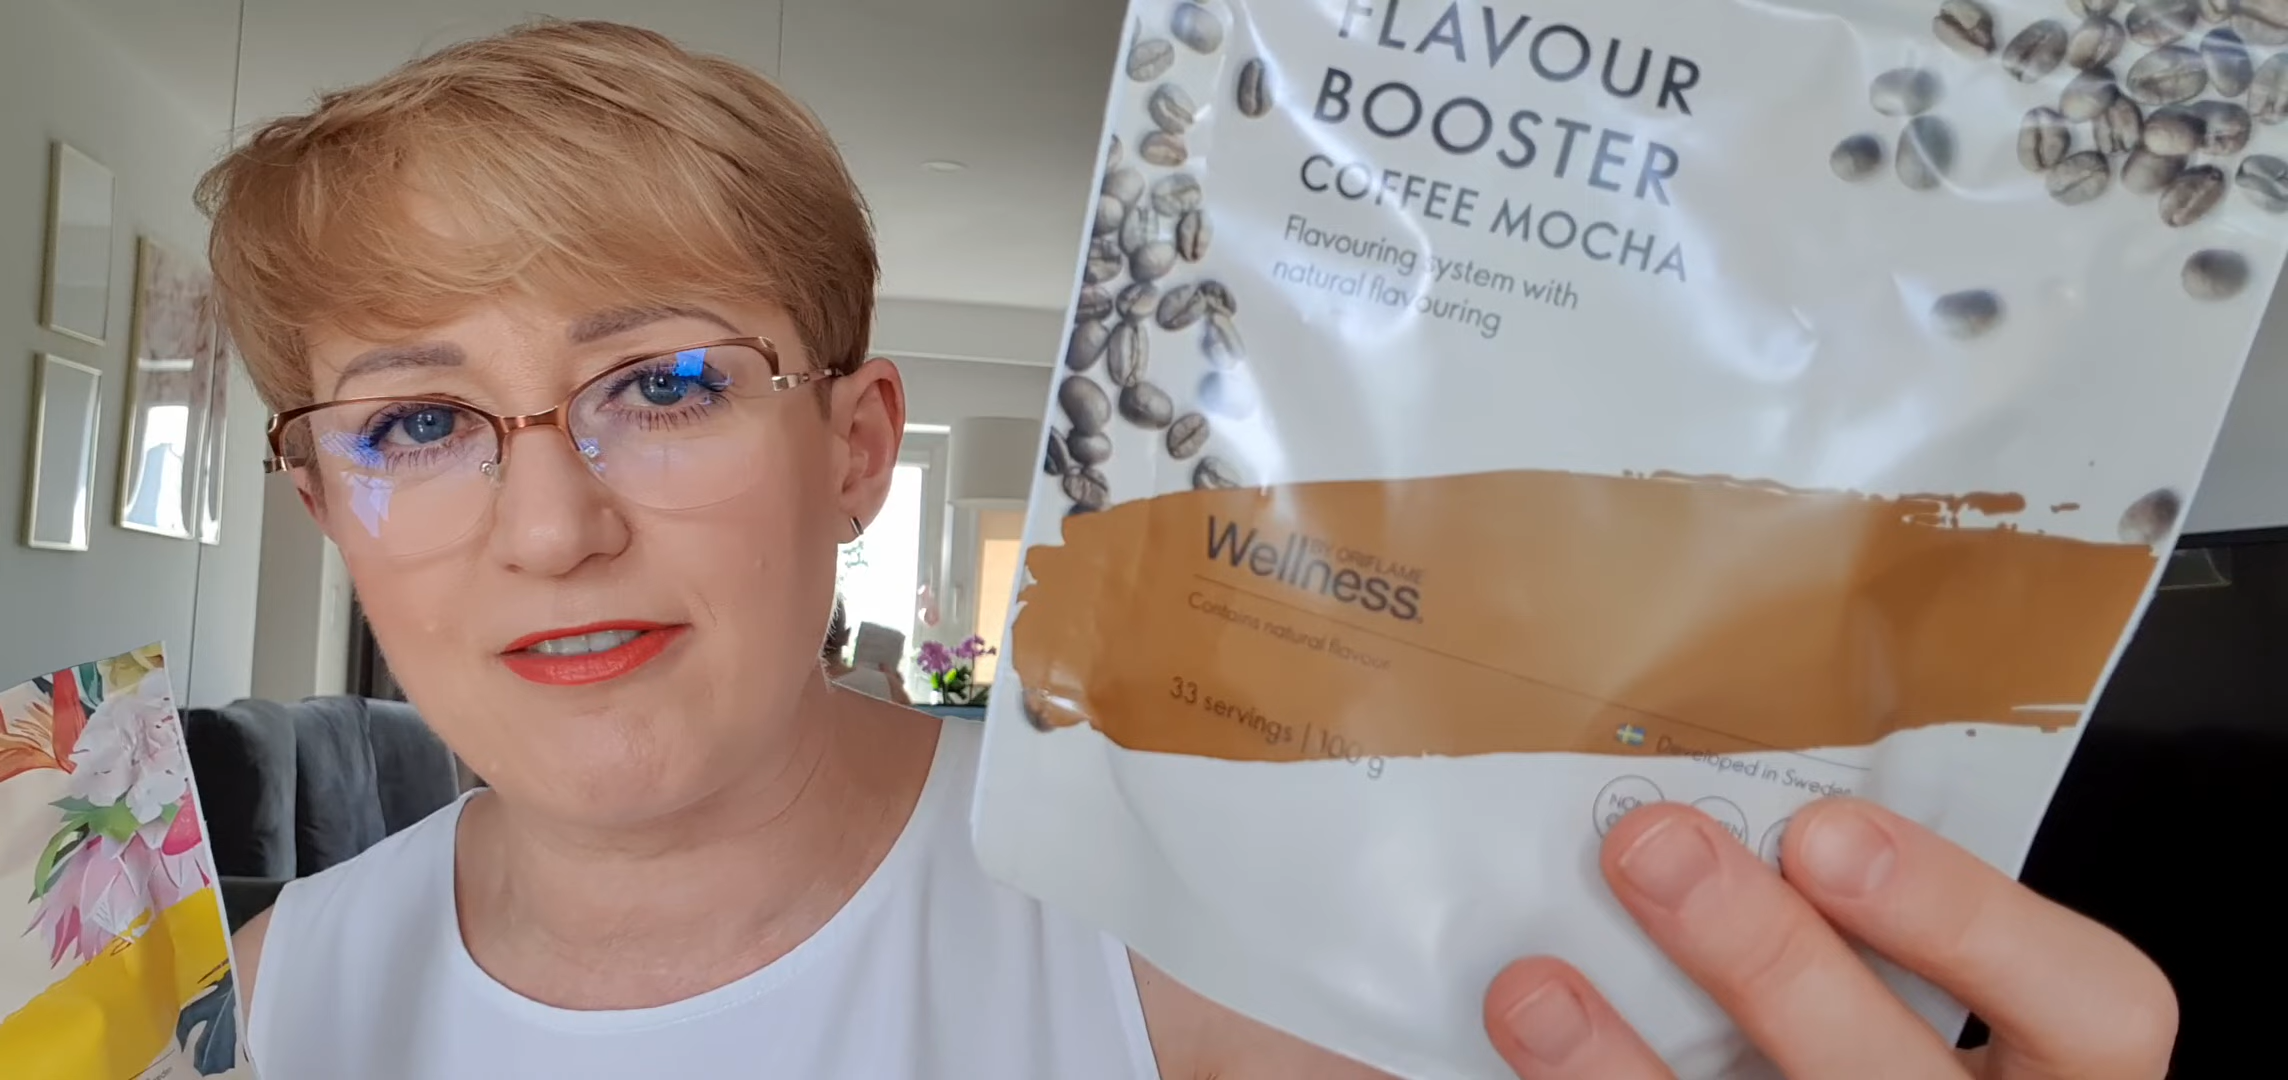 FLAVOUR
BOOSTER
COFFEE MOCHA
Flavouring system with
natural flavouring
BY ORIFLAME
Wellness
Contains natural flavour
33 servings | 100 g
Developed in Sweden
NON